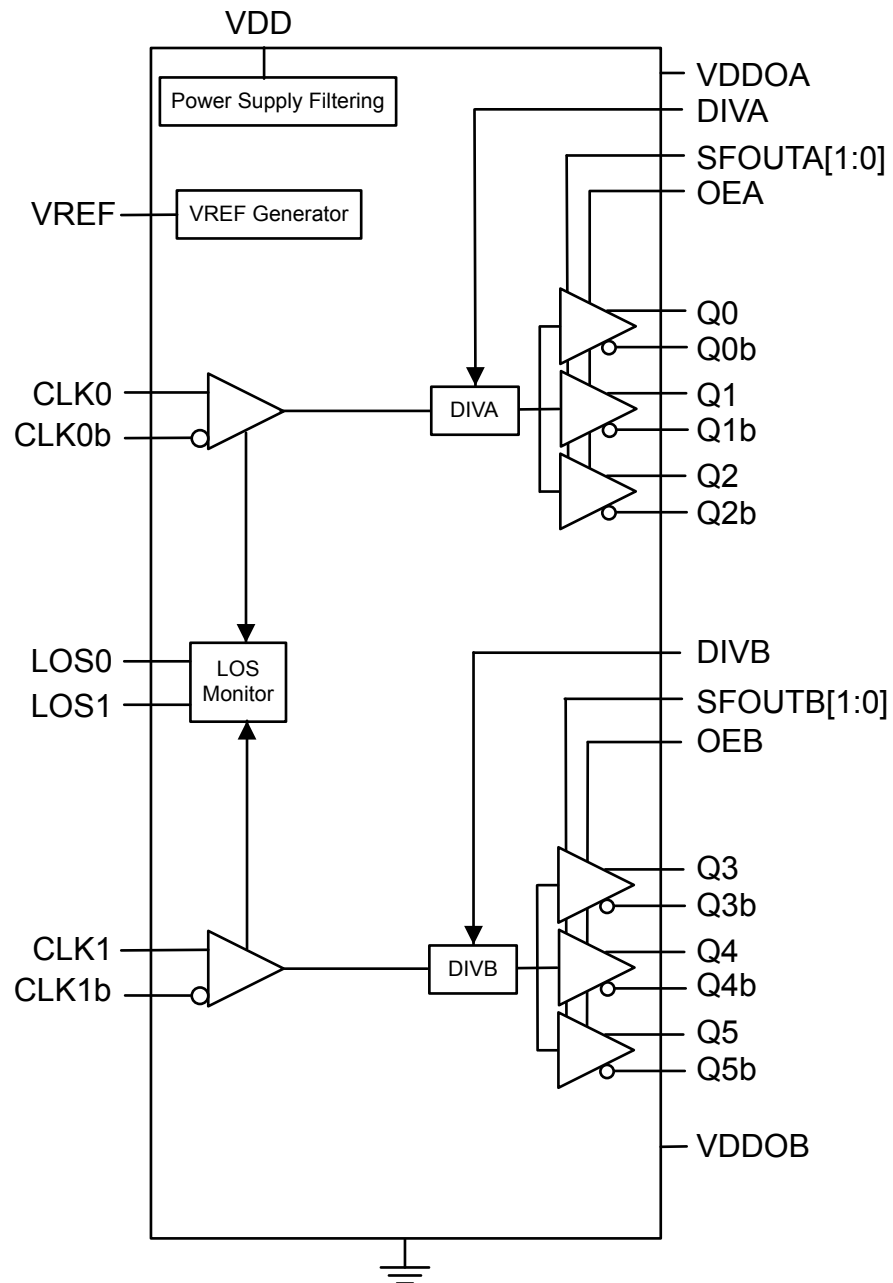 VDD
Power Supply Filtering
VDDOA
DIVA
SFOUTA[1:0]
OEA
VREF
VREF Generator
Q0
Q0b
CLK0
CLK0b
DIVA
Q1
Q1b
Q2
Q2b
LOS0
LOS1
LOS
Monitor
DIVB
SFOUTB[1:0]
OEB
Q3
Q3b
CLK1
CLK1b
DIVB
Q4
Q4b
Q5
Q5b
VDDOB